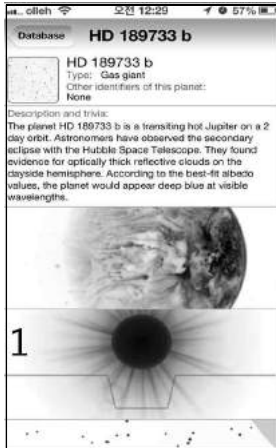 olleh 오전 12:29 57%
Database HD 189733 b
HD 189733 b
Type: Gas giant
Other identifiers of this planet:
None
Description and trivia:
The planet HD 189733 b is a transiting hot Jupiter on a 2
day orbit. Astronomers have observed the secondary
eclipse with the Hubble Space Telescope. They found
evidence for optically thick reflective clouds on the
dayside hemisphere. According to the best-fit albedo
values, the planet would appear deep blue at visible
wavelengths.
1